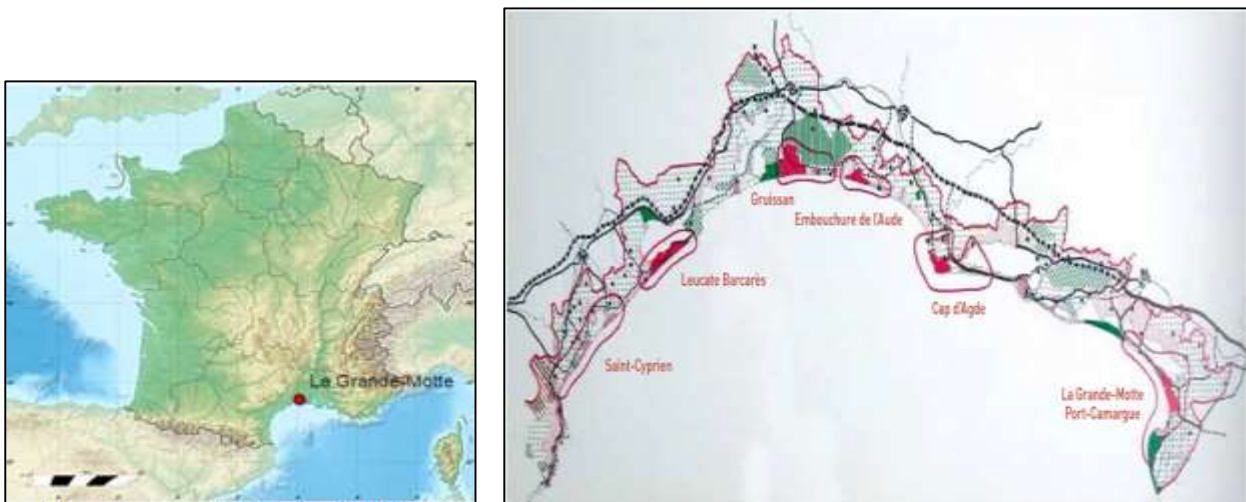 La Grande-Motte
Gruissan
Embouchure de l'Aude
Leucate Barcarès
Cap d'Agde
Saint-Cyprien
La Grande-Motte
Port-Camargue